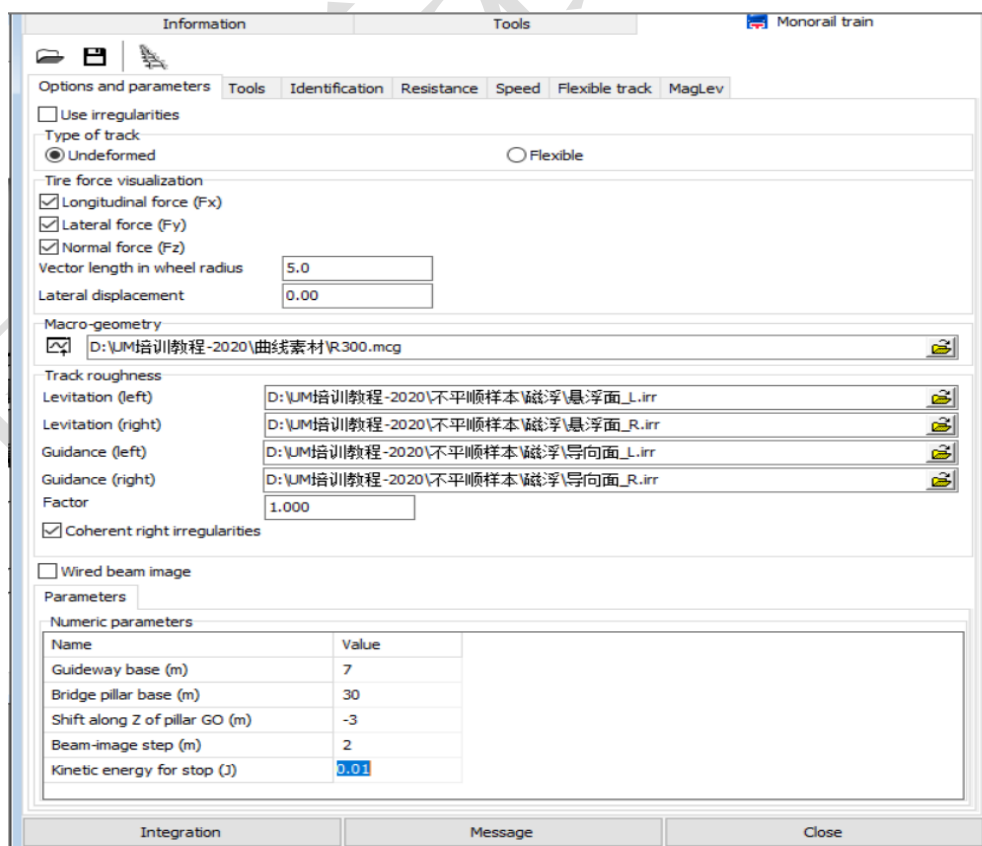 Information Tools Monorail train
Options and parameters Tools Identification Resistance Speed Flexible track MagLev
Use irregularities
Type of track
Undeformed Flexible
Tire force visualization
Longitudinal force (Fx)
Lateral force (Fy)
Normal force (Fz)
Vector length in wheel radius 5.0
Lateral displacement 0.00
Macro-geometry
D:\UM培训教程-2020\曲线素材\R300.mcg
Track roughness
Levitation (left) D:\UM培训教程-2020\不平顺样本\磁浮\悬浮面_L.irr
Levitation (right) D:\UM培训教程-2020\不平顺样本\磁浮\悬浮面_R.irr
Guidance (left) D:\UM培训教程-2020\不平顺样本\磁浮\导向面_L.irr
Guidance (right) D:\UM培训教程-2020\不平顺样本\磁浮\导向面_R.irr
Factor 1.000
Coherent right irregularities
Wired beam image
Parameters
Numeric parameters
Name Value
Guideway base (m) 7
Bridge pillar base (m) 30
Shift along Z of pillar GO (m) -3
Beam-image step (m) 2
Kinetic energy for stop (J) 0.01
Integration Message Close